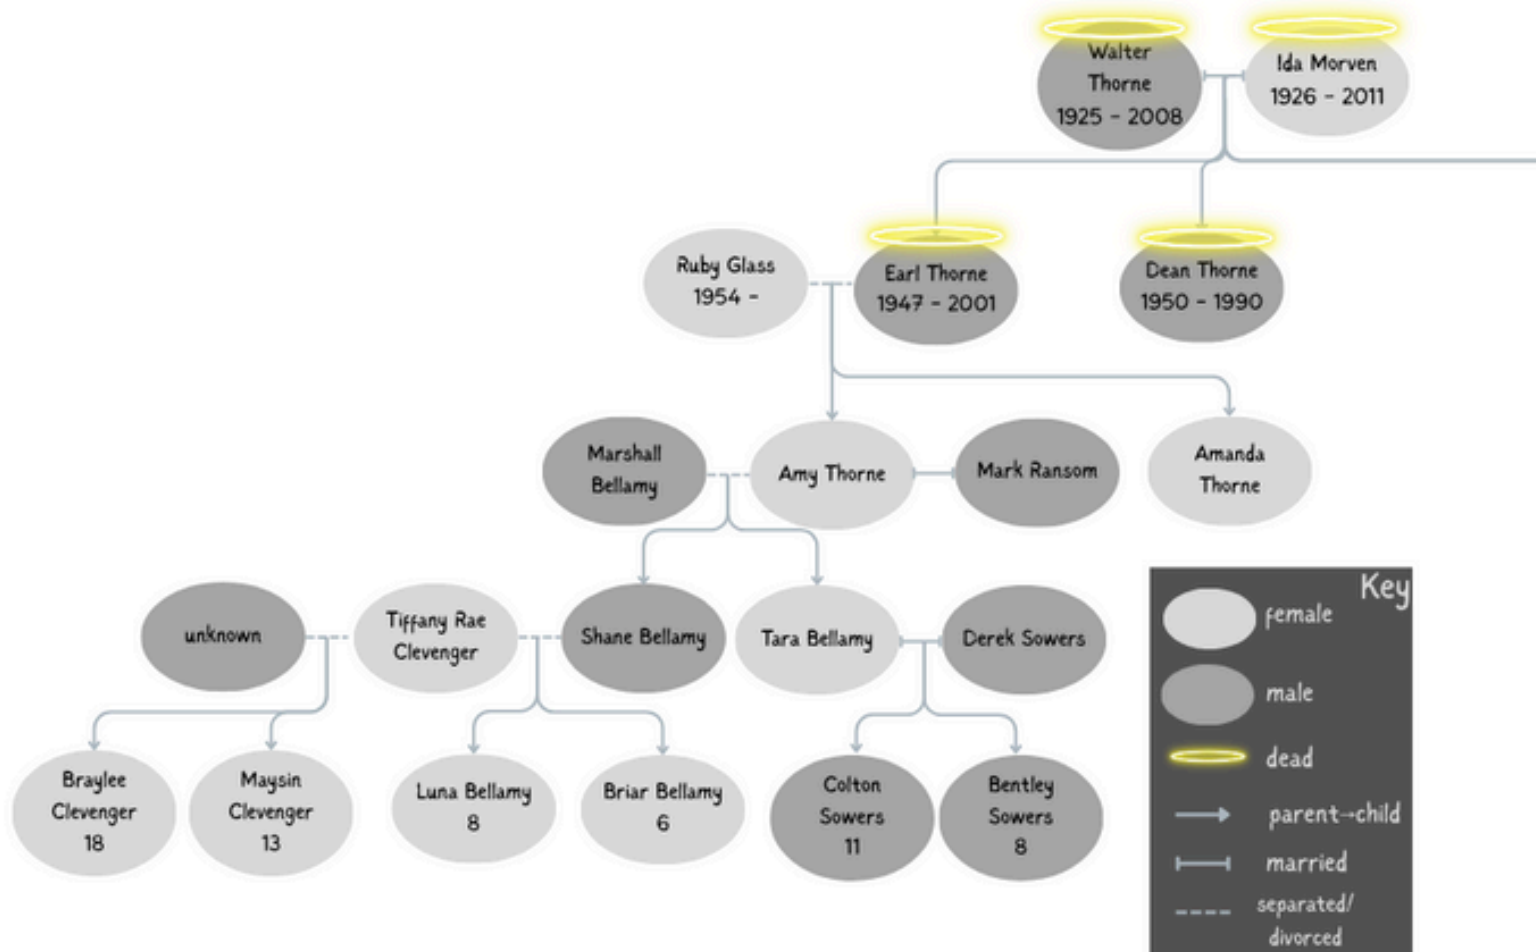 Walter
Thorne
1925 - 2008
Ida Morven
1926 - 2011
Ruby Glass
1954 -
Earl Thorne
1947 - 2001
Dean Thorne
1950 - 1990
Marshall
Bellamy
Amy Thorne
Mark Ransom
Amanda
Thorne
unknown
Tiffany Rae
Clevenger
Shane Bellamy
Tara Bellamy
Derek Sowers
Braylee
Clevenger
18
Maysin
Clevenger
13
Luna Bellamy
8
Briar Bellamy
6
Colton
Sowers
11
Bentley
Sowers
8
Key
female
male
dead
parent→child
married
separated/
divorced